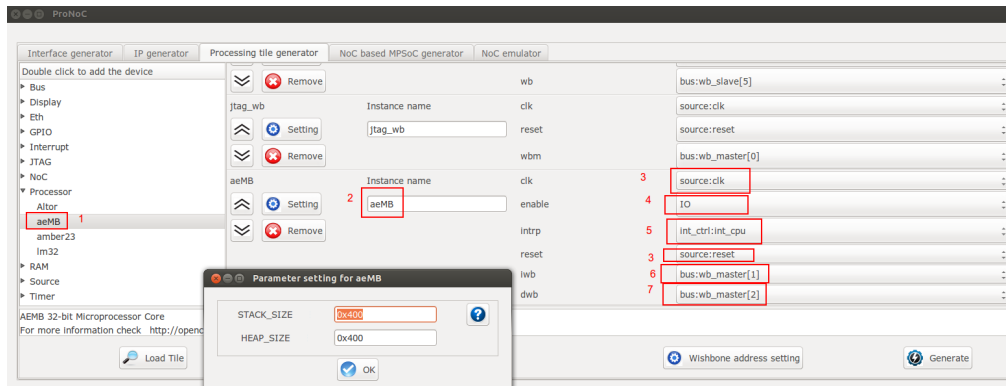 ProNoC
Interface generator IP generator Processing tile generator NoC based MPSoC generator NoC emulator
Double click to add the device
Bus
Display
Eth
GPIO
Interrupt
JTAG
NoC
Processor
Altor
aeMB 1
amber23
lm32
RAM
Source
Timer
Remove wb bus:wb_slave[5]
jtag_wb Instance name clk source:clk
Setting jtag_wb reset source:reset
Remove wbm bus:wb_master[0]
aeMB Instance name clk 3 source:clk
Setting 2 aeMB enable 4 IO
Remove intrp 5 int_ctrl:int_cpu
reset 3 source:reset
iwb 6 bus:wb_master[1]
dwb 7 bus:wb_master[2]
Parameter setting for aeMB
STACK_SIZE 0x400
HEAP_SIZE 0x400
OK
AEMB 32-bit Microprocessor Core
For more information check http://openc
Load Tile Wishbone address setting Generate